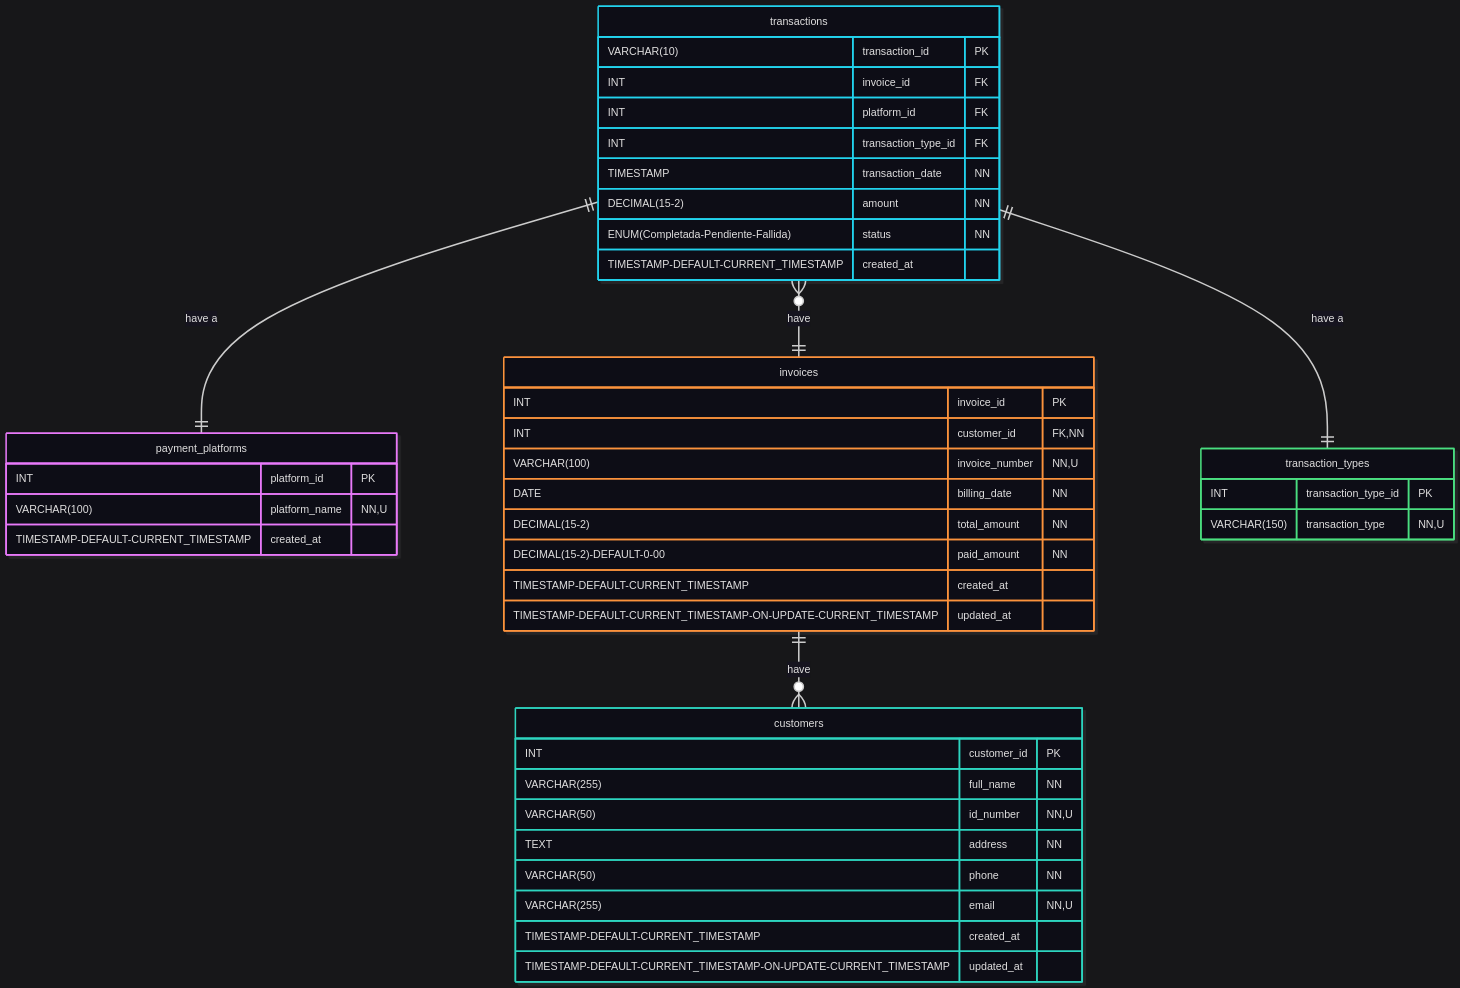 transactions
VARCHAR(10) transaction_id PK
INT invoice_id FK
INT platform_id FK
INT transaction_type_id FK
TIMESTAMP transaction_date NN
DECIMAL(15-2) amount NN
ENUM(Completada-Pendiente-Fallida) status NN
TIMESTAMP-DEFAULT-CURRENT_TIMESTAMP created_at
have a
have
have a
invoices
INT invoice_id PK
INT customer_id FK,NN
VARCHAR(100) invoice_number NN,U
DATE billing_date NN
DECIMAL(15-2) total_amount NN
DECIMAL(15-2)-DEFAULT-0-00 paid_amount NN
TIMESTAMP-DEFAULT-CURRENT_TIMESTAMP created_at
TIMESTAMP-DEFAULT-CURRENT_TIMESTAMP-ON-UPDATE-CURRENT_TIMESTAMP updated_at
payment_platforms
INT platform_id PK
VARCHAR(100) platform_name NN,U
TIMESTAMP-DEFAULT-CURRENT_TIMESTAMP created_at
transaction_types
INT transaction_type_id PK
VARCHAR(150) transaction_type NN,U
have
customers
INT customer_id PK
VARCHAR(255) full_name NN
VARCHAR(50) id_number NN,U
TEXT address NN
VARCHAR(50) phone NN
VARCHAR(255) email NN,U
TIMESTAMP-DEFAULT-CURRENT_TIMESTAMP created_at
TIMESTAMP-DEFAULT-CURRENT_TIMESTAMP-ON-UPDATE-CURRENT_TIMESTAMP updated_at